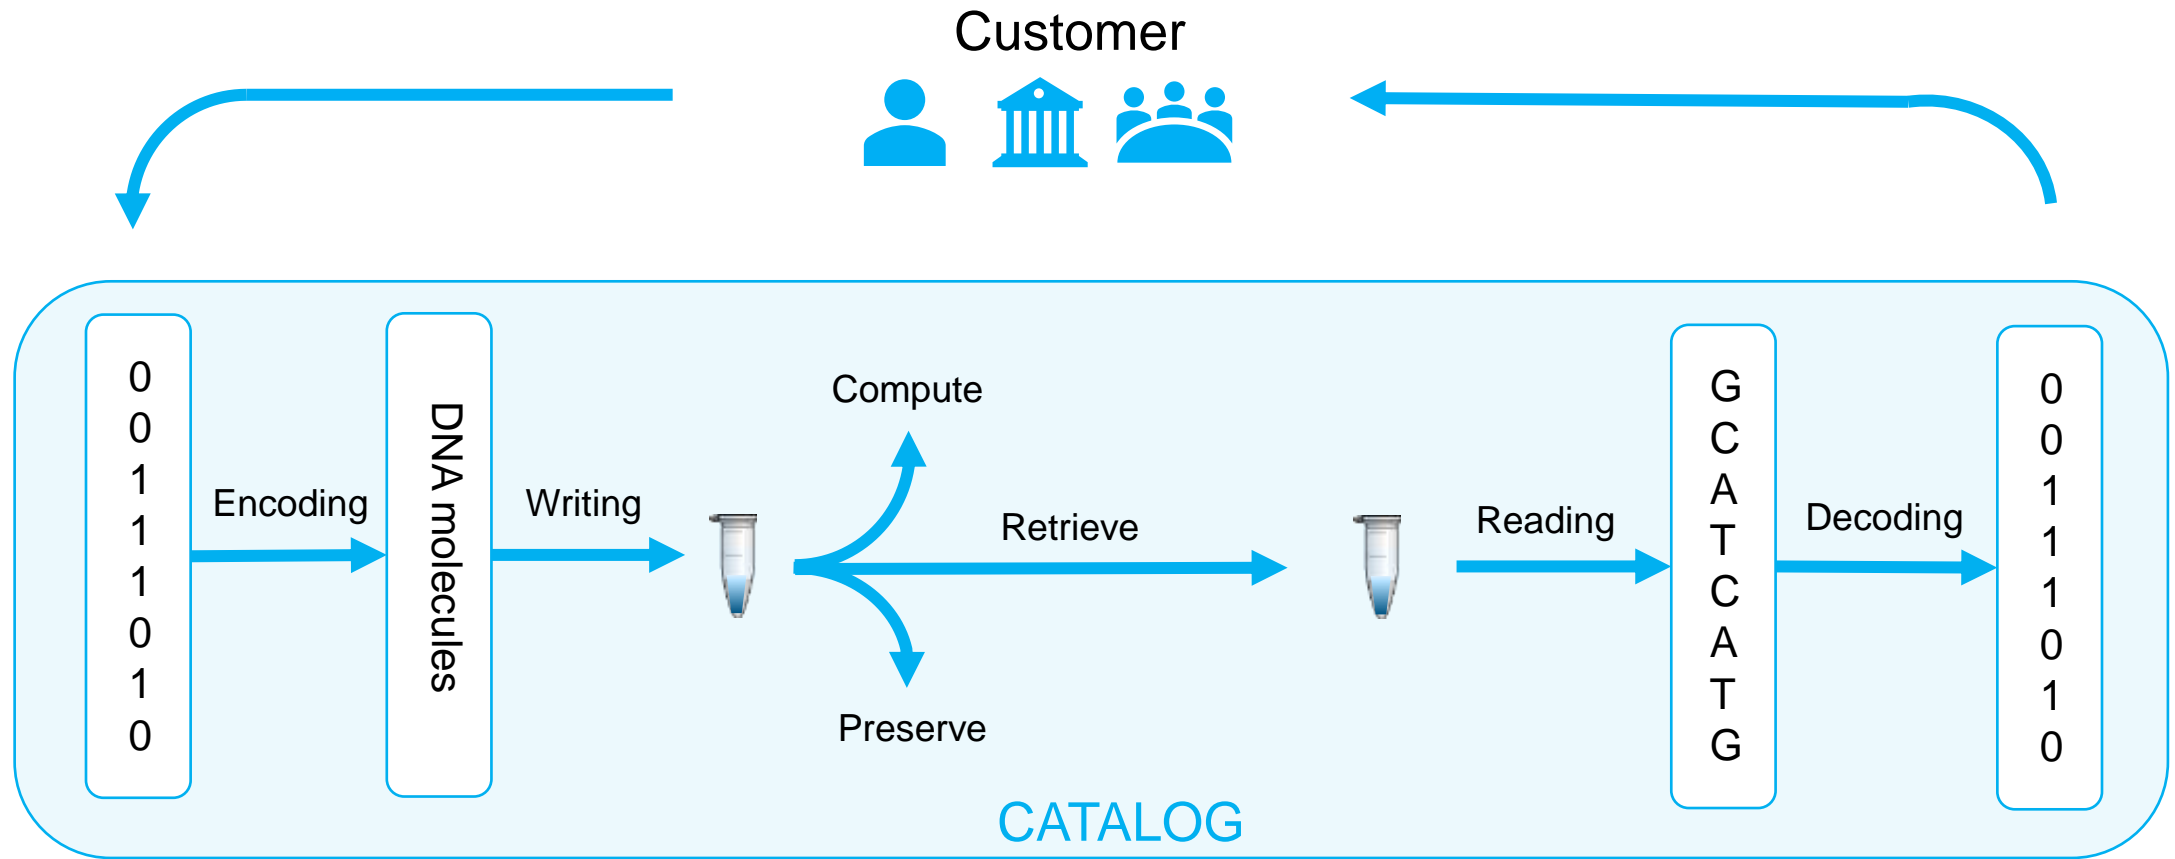 Customer
0
0
1
1
1
0
1
0
Encoding
DNA molecules
Writing
Compute
Retrieve
Preserve
Reading
G
C
A
T
C
A
T
G
Decoding
0
0
1
1
1
0
1
0
CATALOG